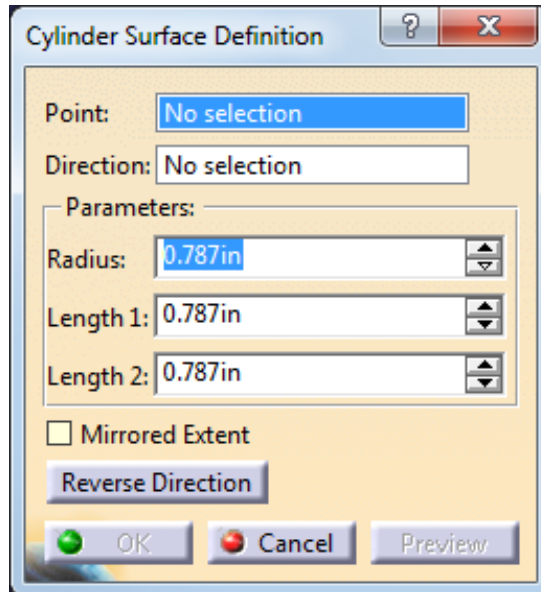 Cylinder Surface Definition
Point: No selection
Direction: No selection
Parameters:
Radius: 0.787in
Length 1: 0.787in
Length 2: 0.787in
Mirrored Extent
Reverse Direction
OK Cancel Preview